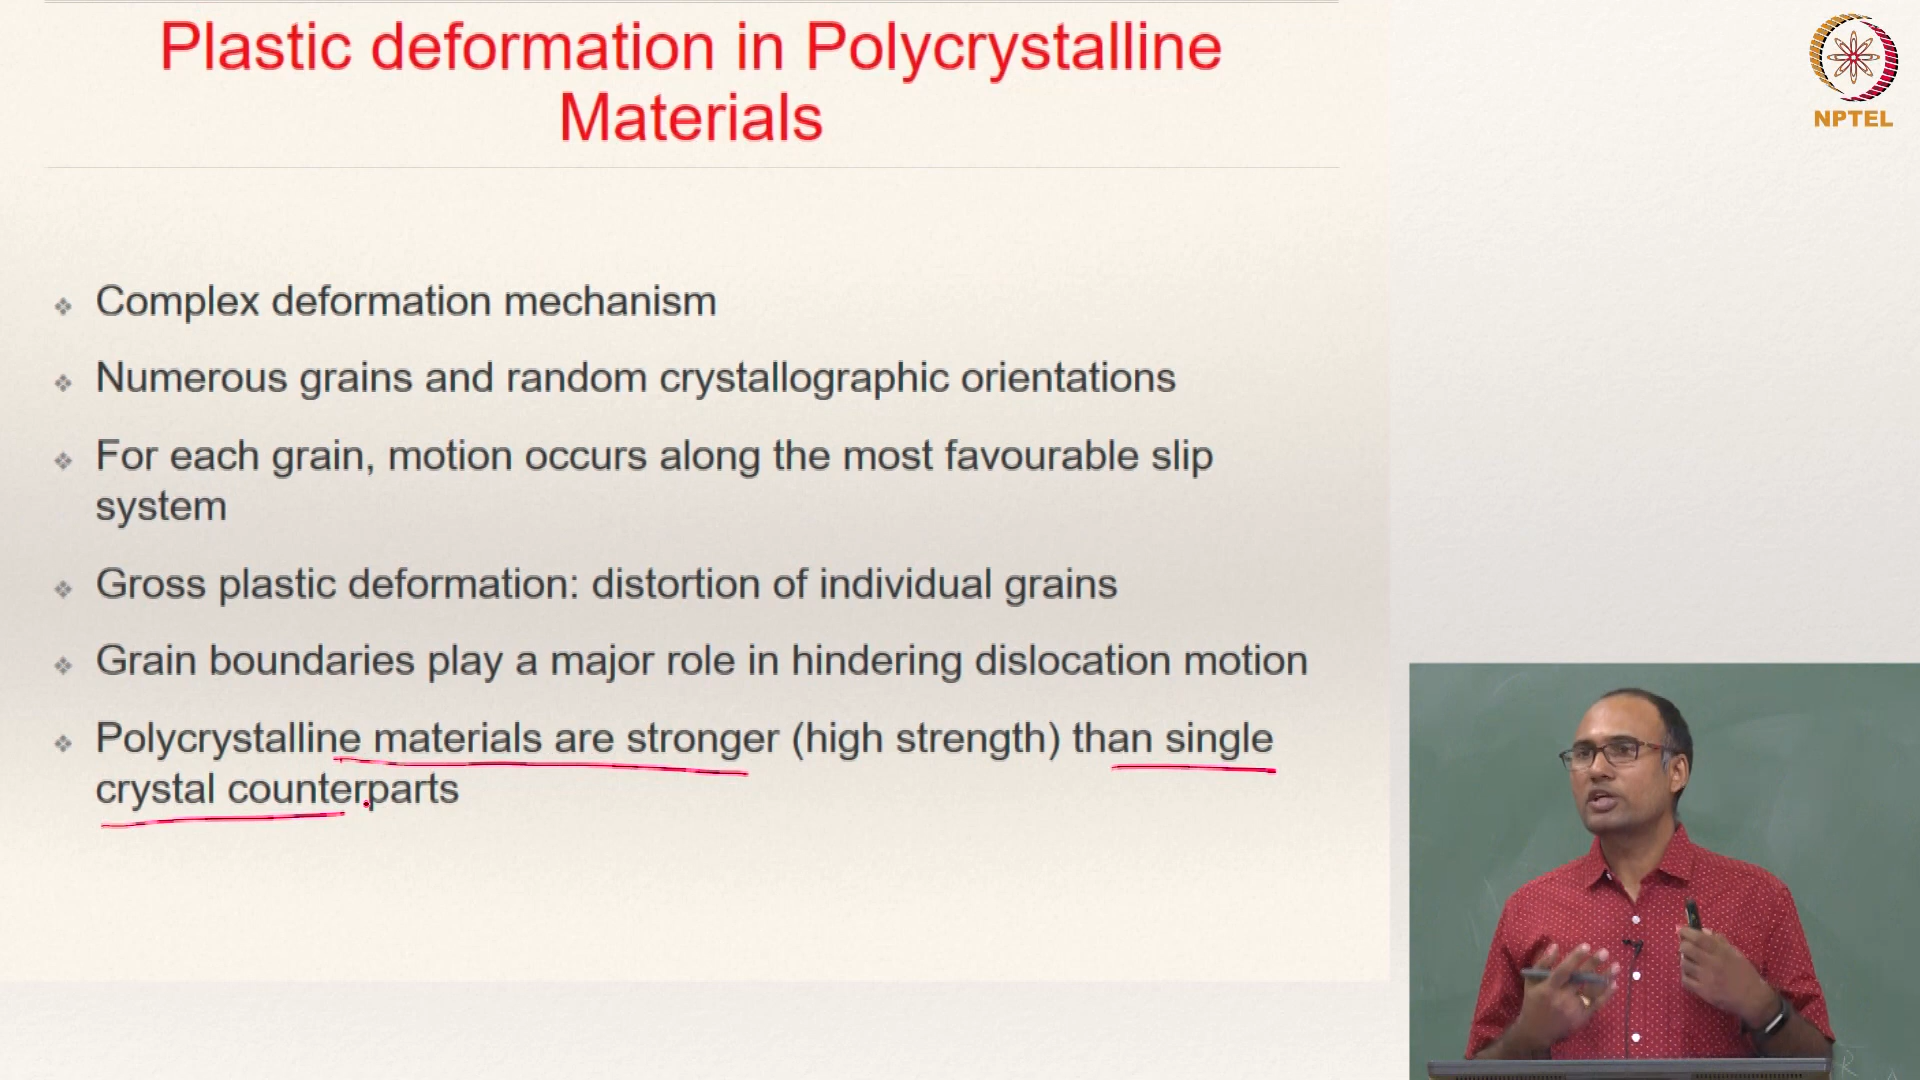 Plastic deformation in Polycrystalline
Materials
NPTEL
❖ Complex deformation mechanism
❖ Numerous grains and random crystallographic orientations
❖ For each grain, motion occurs along the most favourable slip
system
❖ Gross plastic deformation: distortion of individual grains
❖ Grain boundaries play a major role in hindering dislocation motion
❖ Polycrystalline materials are stronger (high strength) than single
crystal counterparts